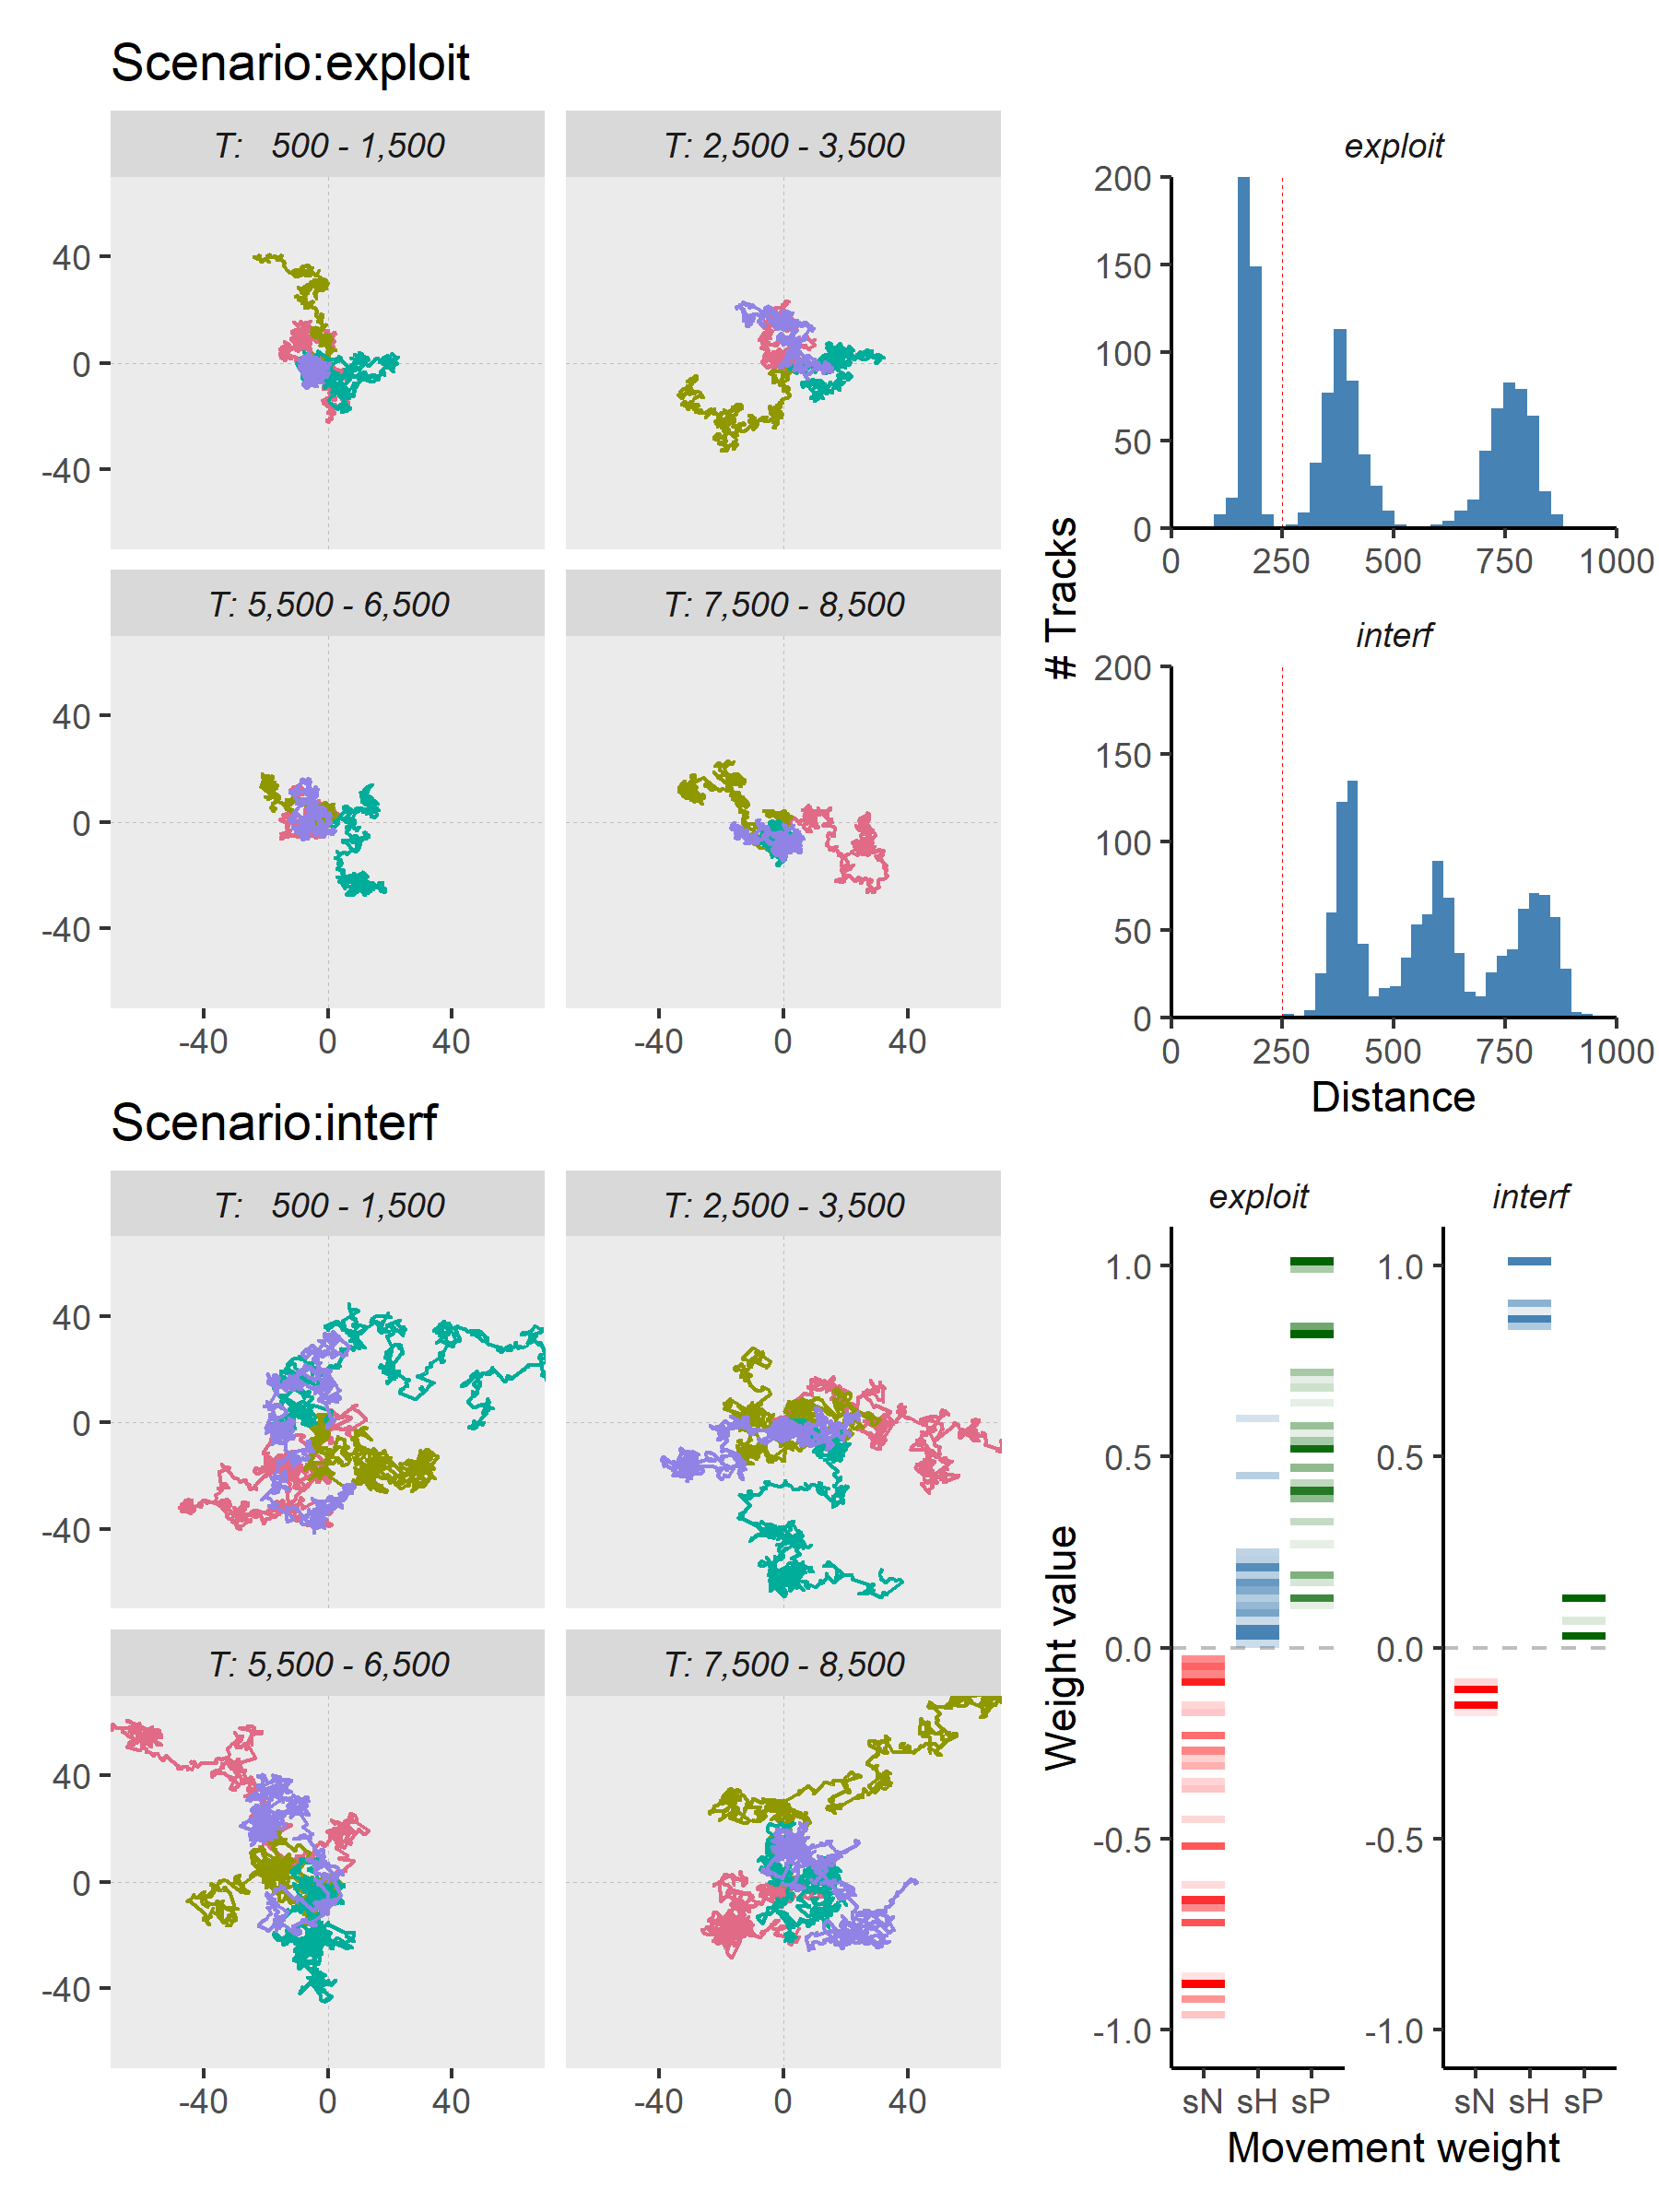 Scenario:exploit
T:   500 - 1,500
T: 2,500 - 3,500
40
0
-40
T: 5,500 - 6,500
T: 7,500 - 8,500
40
0
-40
-40 0 40
-40 0 40
exploit
200
150
100
50
0
0 250 500 750 1000
# Tracks
interf
200
150
100
50
0
0 250 500 750 1000
Distance
Scenario:interf
T:   500 - 1,500
T: 2,500 - 3,500
40
0
-40
T: 5,500 - 6,500
T: 7,500 - 8,500
40
0
-40
-40 0 40
-40 0 40
exploit
interf
Weight value
1.0
0.5
0.0
-0.5
-1.0
1.0
0.5
0.0
-0.5
-1.0
sN sH sP
sN sH sP
Movement weight